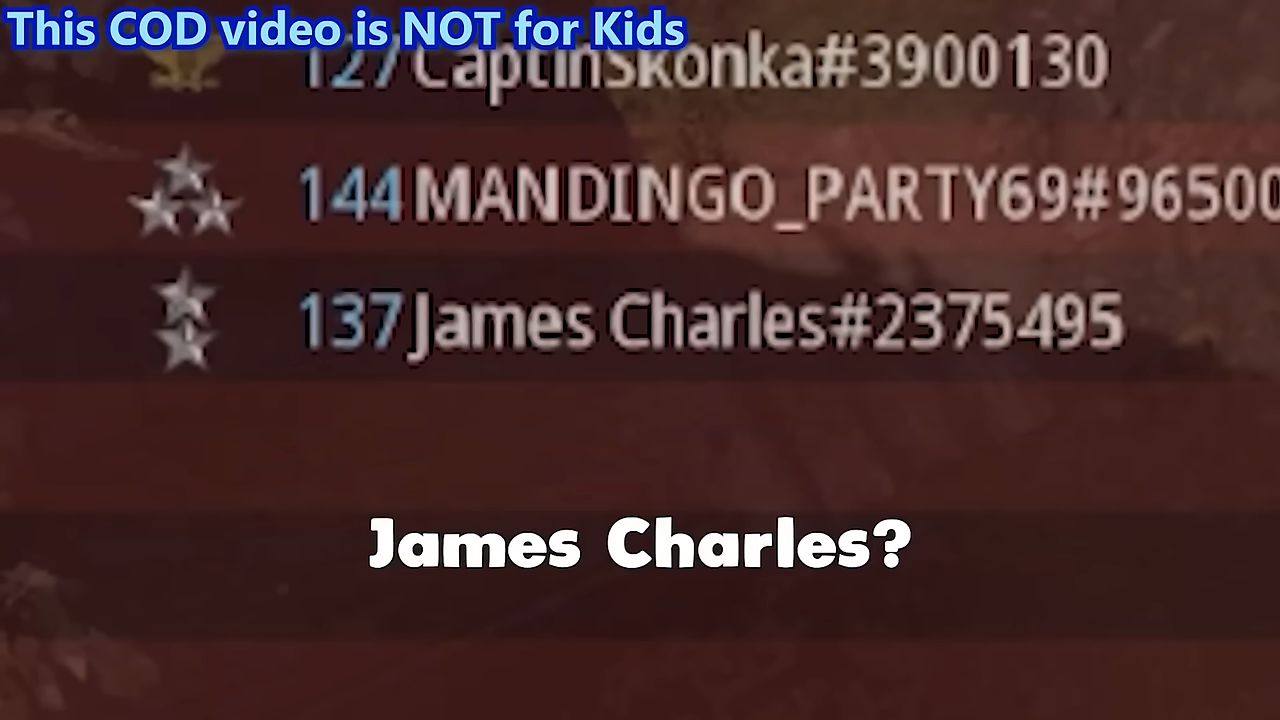 This COD video is NOT for Kids
127 CaptinSkonka#3900130
144 MANDINGO_PARTY69#96500
137 James Charles#2375495
James Charles?